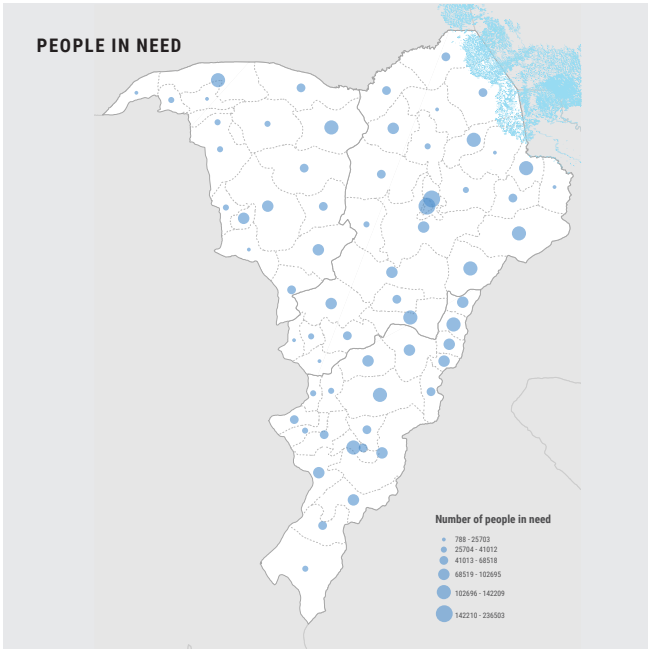 PEOPLE IN NEED
Number of people in need
788 - 25703
25704 - 41012
41013 - 68518
68519 - 102695
102696 - 142209
142210 - 236503